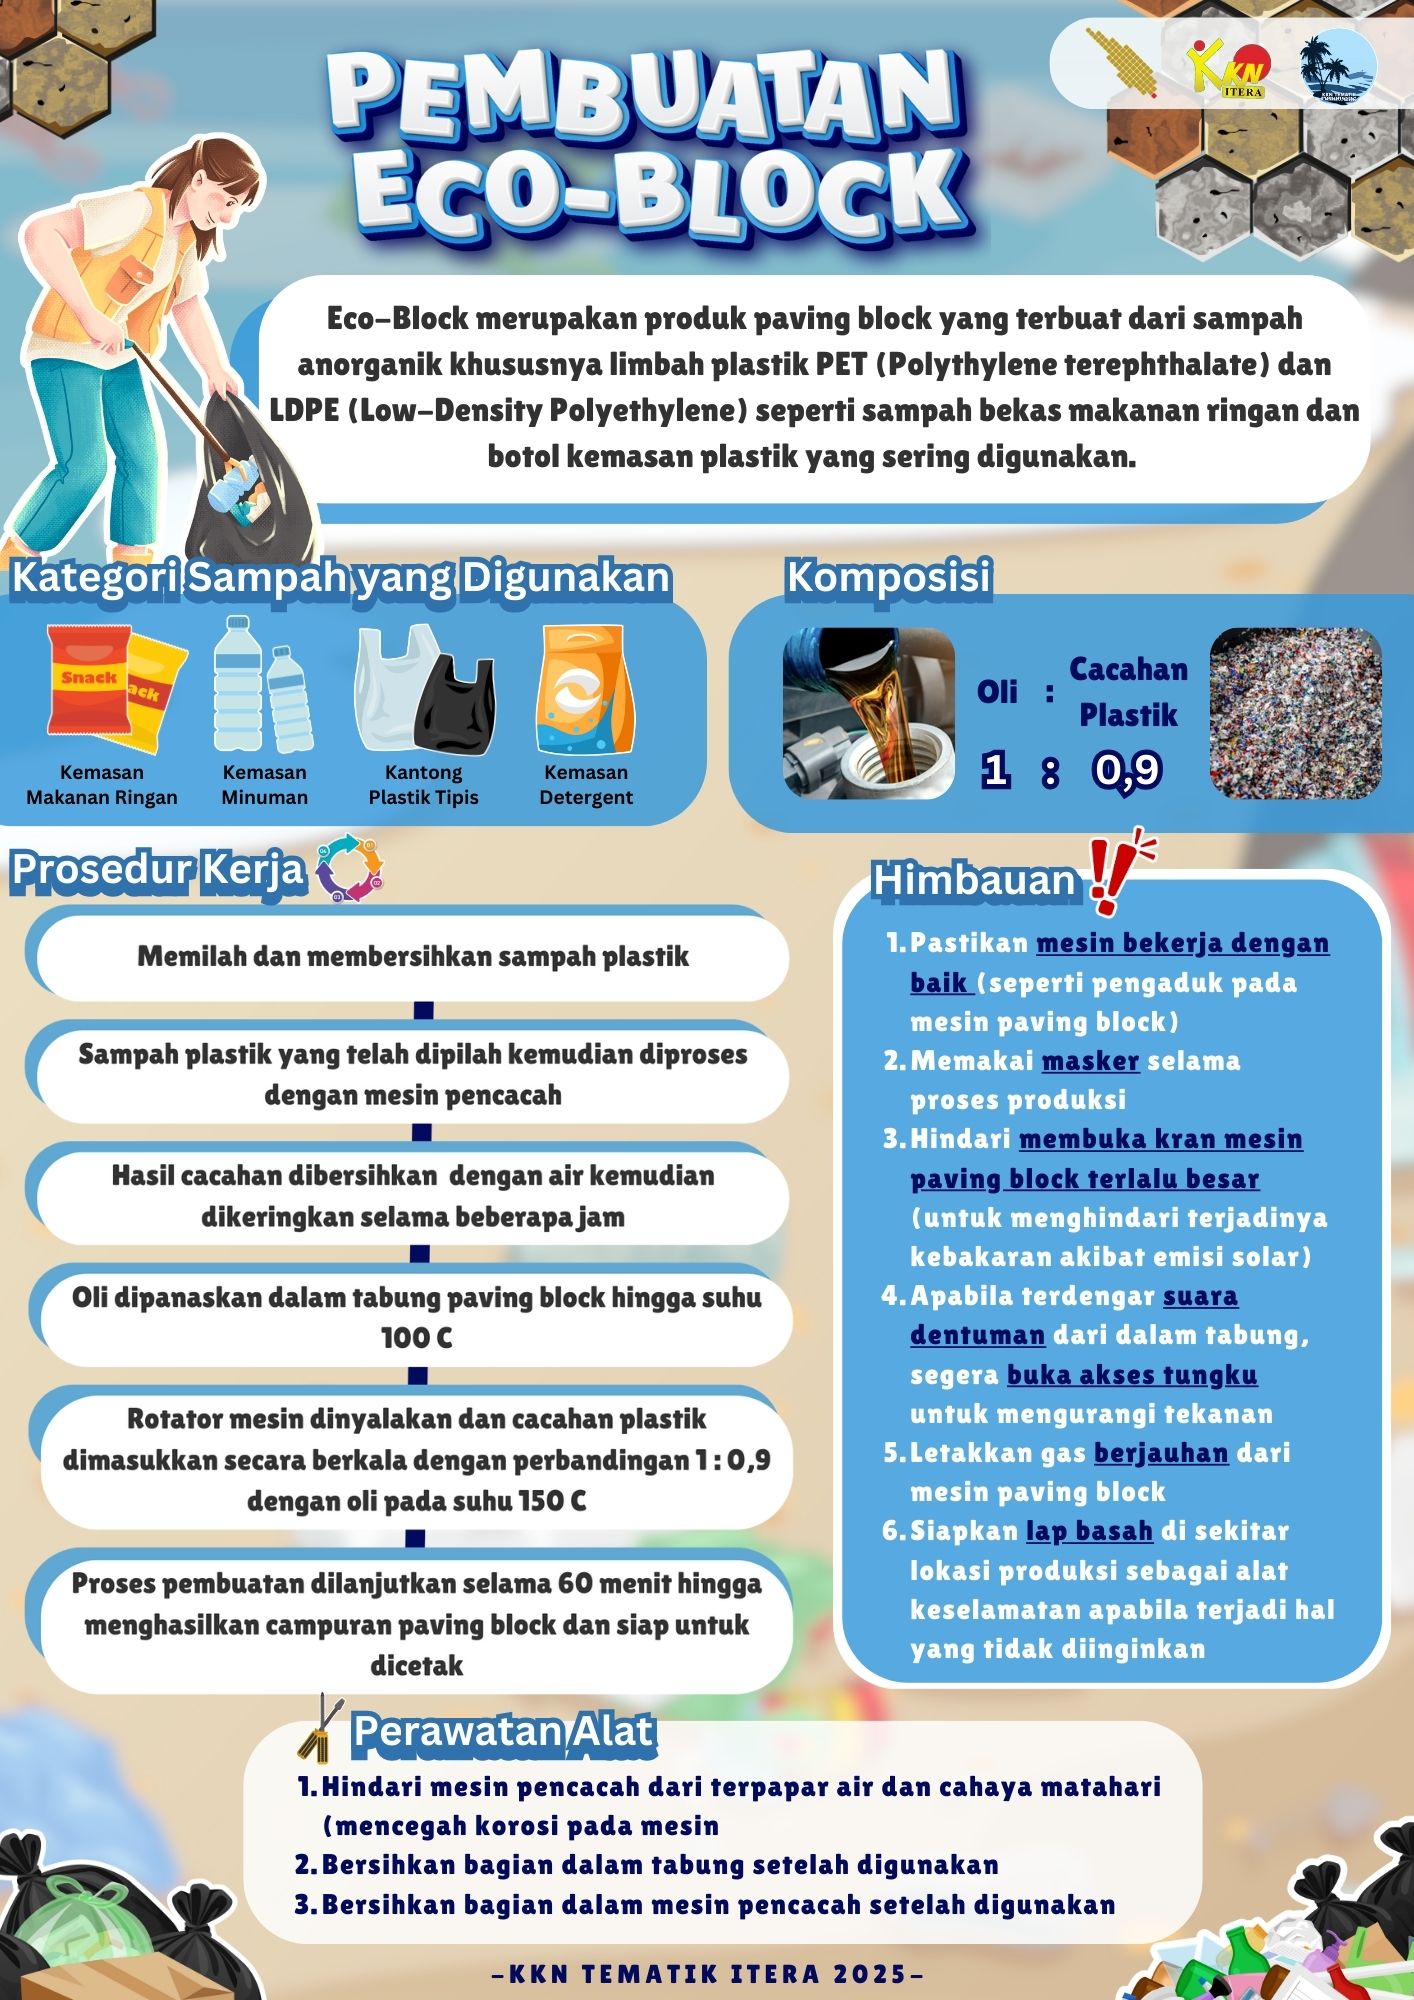 PEMBUATAN
ECO-BLOCK
KKN
ITERA
KKN TEMATIK
Eco-Block merupakan produk paving block yang terbuat dari sampah
anorganik khususnya limbah plastik PET (Polythylene terephthalate) dan
LDPE (Low-Density Polyethylene) seperti sampah bekas makanan ringan dan
botol kemasan plastik yang sering digunakan.
Kategori Sampah yang Digunakan
Snack
ack
Kemasan
Makanan Ringan
Kemasan
Minuman
Kantong
Plastik Tipis
Kemasan
Detergent
Komposisi
Oli : Cacahan
Plastik
1 : 0,9
Prosedur Kerja
01
02
03
04
Memilah dan membersihkan sampah plastik
Sampah plastik yang telah dipilah kemudian diproses
dengan mesin pencacah
Hasil cacahan dibersihkan dengan air kemudian
dikeringkan selama beberapa jam
Oli dipanaskan dalam tabung paving block hingga suhu
100 C
Rotator mesin dinyalakan dan cacahan plastik
dimasukkan secara berkala dengan perbandingan 1 : 0,9
dengan oli pada suhu 150 C
Proses pembuatan dilanjutkan selama 60 menit hingga
menghasilkan campuran paving block dan siap untuk
dicetak
Himbauan
1. Pastikan mesin bekerja dengan
baik (seperti pengaduk pada
mesin paving block)
2. Memakai masker selama
proses produksi
3. Hindari membuka kran mesin
paving block terlalu besar
(untuk menghindari terjadinya
kebakaran akibat emisi solar)
4. Apabila terdengar suara
dentuman dari dalam tabung,
segera buka akses tungku
untuk mengurangi tekanan
5. Letakkan gas berjauhan dari
mesin paving block
6. Siapkan lap basah di sekitar
lokasi produksi sebagai alat
keselamatan apabila terjadi hal
yang tidak diinginkan
Perawatan Alat
1. Hindari mesin pencacah dari terpapar air dan cahaya matahari
(mencegah korosi pada mesin
2. Bersihkan bagian dalam tabung setelah digunakan
3. Bersihkan bagian dalam mesin pencacah setelah digunakan
-KKN TEMATIK ITERA 2025-